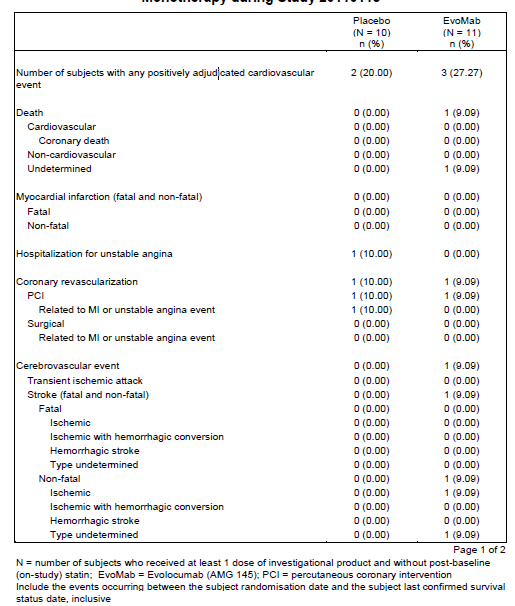 Monotherapy during Study
Placebo EvoMab
(N = 10) (N = 11)
n (%) n (%)
Number of subjects with any positively adjudicated cardiovascular 2 (20.00) 3 (27.27)
event
Death 0 (0.00) 1 (9.09)
Cardiovascular 0 (0.00) 0 (0.00)
Coronary death 0 (0.00) 0 (0.00)
Non-cardiovascular 0 (0.00) 0 (0.00)
Undetermined 0 (0.00) 1 (9.09)
Myocardial infarction (fatal and non-fatal) 0 (0.00) 0 (0.00)
Fatal 0 (0.00) 0 (0.00)
Non-fatal 0 (0.00) 0 (0.00)
Hospitalization for unstable angina 1 (10.00) 0 (0.00)
Coronary revascularization 1 (10.00) 1 (9.09)
PCI 1 (10.00) 1 (9.09)
Related to MI or unstable angina event 1 (10.00) 0 (0.00)
Surgical 0 (0.00) 0 (0.00)
Related to MI or unstable angina event 0 (0.00) 0 (0.00)
Cerebrovascular event 0 (0.00) 1 (9.09)
Transient ischemic attack 0 (0.00) 0 (0.00)
Stroke (fatal and non-fatal) 0 (0.00) 1 (9.09)
Fatal 0 (0.00) 0 (0.00)
Ischemic 0 (0.00) 0 (0.00)
Ischemic with hemorrhagic conversion 0 (0.00) 0 (0.00)
Hemorrhagic stroke 0 (0.00) 0 (0.00)
Type undetermined 0 (0.00) 0 (0.00)
Non-fatal 0 (0.00) 1 (9.09)
Ischemic 0 (0.00) 1 (9.09)
Ischemic with hemorrhagic conversion 0 (0.00) 0 (0.00)
Hemorrhagic stroke 0 (0.00) 0 (0.00)
Type undetermined 0 (0.00) 1 (9.09)
Page 1 of 2
N = number of subjects who received at least 1 dose of investigational product and without post-baseline
(on-study) statin; EvoMab = Evolocumab (AMG 145); PCI = percutaneous coronary intervention
Include the events occurring between the subject randomisation date and the subject last confirmed survival
status date, inclusive